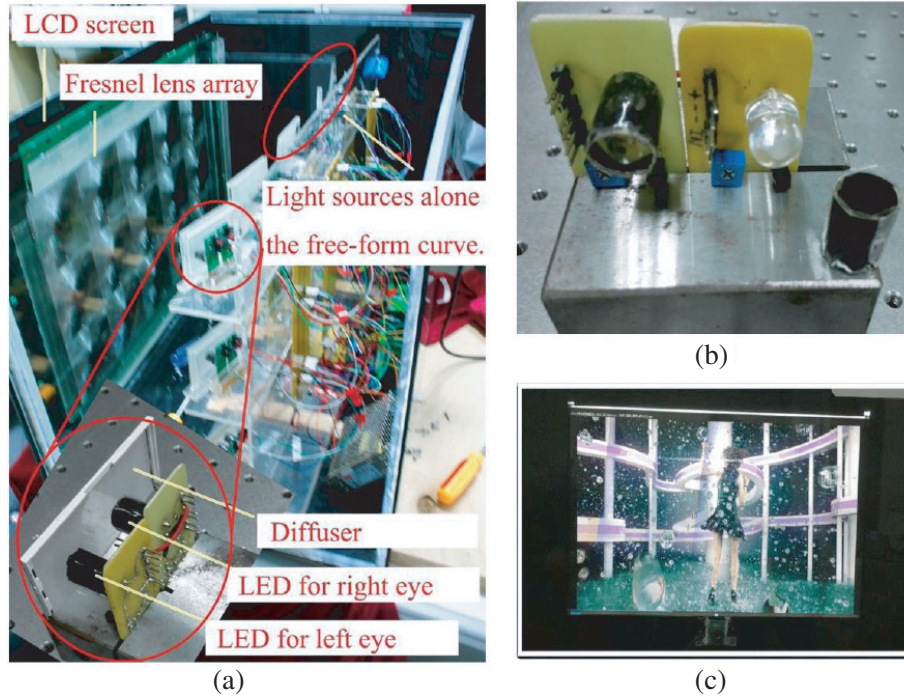 LCD screen
Fresnel lens array
Light sources alone
the free-form curve.
Diffuser
LED for right eye
LED for left eye
(a)
(b)
(c)